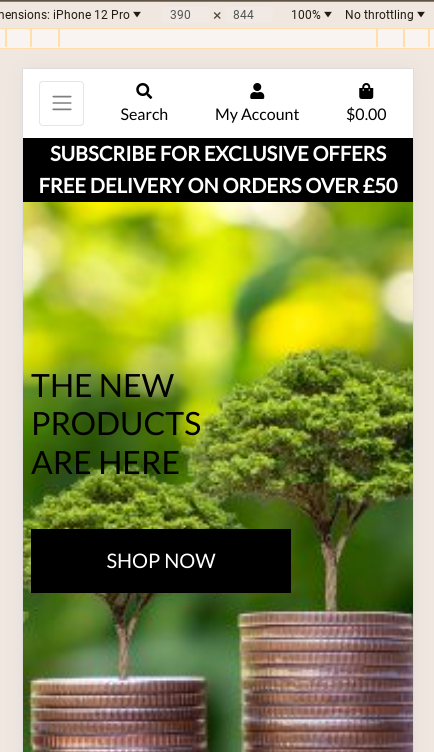 nensions: iPhone 12 Pro 390 × 844 100% No throttling
Search My Account $0.00
SUBSCRIBE FOR EXCLUSIVE OFFERS
FREE DELIVERY ON ORDERS OVER £50
THE NEW
PRODUCTS
ARE HERE
SHOP NOW